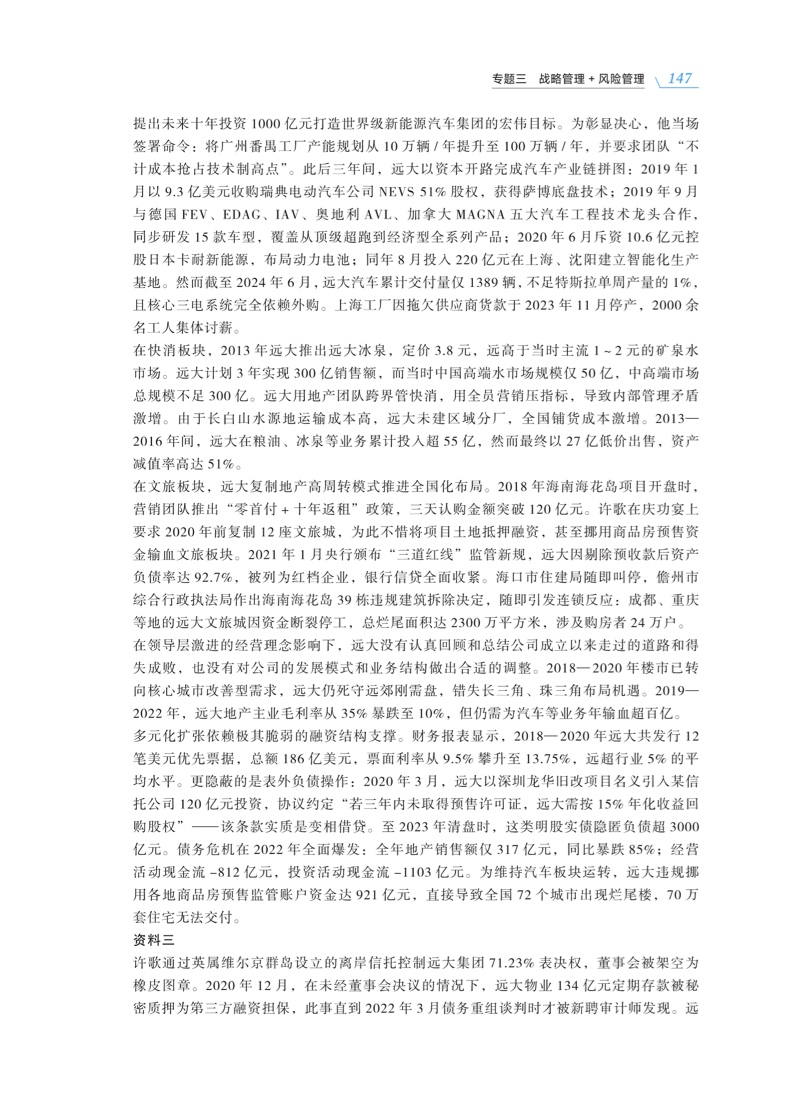 专题三 战略管理 + 风险管理 147
提出未来十年投资 1000 亿元打造世界级新能源汽车集团的宏伟目标。为彰显决心，他当场
签署命令：将广州番禺工厂产能规划从 10 万辆 / 年提升至 100 万辆 / 年，并要求团队“不
计成本抢占技术制高点”。此后三年间，远大以资本开路完成汽车产业链拼图：2019 年 1
月以 9.3 亿美元收购瑞典电动汽车公司 NEVS 51% 股权，获得萨博底盘技术；2019 年 9 月
与德国 FEV、EDAG、IAV、奥地利 AVL、加拿大 MAGNA 五大汽车工程技术龙头合作，
同步研发 15 款车型，覆盖从顶级超跑到经济型全系列产品；2020 年 6 月斥资 10.6 亿元控
股日本卡耐新能源，布局动力电池；同年 8 月投入 220 亿元在上海、沈阳建立智能化生产
基地。然而截至 2024 年 6 月，远大汽车累计交付量仅 1389 辆，不足特斯拉单周产量的 1%，
且核心三电系统完全依赖外购。上海工厂因拖欠供应商货款于 2023 年 11 月停产，2000 余
名工人集体讨薪。
在快消板块，2013 年远大推出远大冰泉，定价 3.8 元，远高于当时主流 1 ~ 2 元的矿泉水
市场。远大计划 3 年实现 300 亿销售额，而当时中国高端水市场规模仅 50 亿，中高端市场
总规模不足 300 亿。远大用地产团队跨界管快消，用全员营销压指标，导致内部管理矛盾
激增。由于长白山水源地运输成本高，远大未建区域分厂，全国铺货成本激增。2013—
2016 年间，远大在粮油、冰泉等业务累计投入超 55 亿，然而最终以 27 亿低价出售，资产
减值率高达 51%。
在文旅板块，远大复制地产高周转模式推进全国化布局。2018 年海南海花岛项目开盘时，
营销团队推出“零首付 + 十年返租”政策，三天认购金额突破 120 亿元。许歌在庆功宴上
要求 2020 年前复制 12 座文旅城，为此不惜将项目土地抵押融资，甚至挪用商品房预售资
金输血文旅板块。2021 年 1 月央行颁布“三道红线”监管新规，远大因剔除预收款后资产
负债率达 92.7%，被列为红档企业，银行信贷全面收紧。海口市住建局随即叫停，儋州市
综合行政执法局作出海南海花岛 39 栋违规建筑拆除决定，随即引发连锁反应：成都、重庆
等地的远大文旅城因资金断裂停工，总烂尾面积达 2300 万平方米，涉及购房者 24 万户。
在领导层激进的经营理念影响下，远大没有认真回顾和总结公司成立以来走过的道路和得
失成败，也没有对公司的发展模式和业务结构做出合适的调整。2018—2020 年楼市已转
向核心城市改善型需求，远大仍死守远郊刚需盘，错失长三角、珠三角布局机遇。2019—
2022 年，远大地产主业毛利率从 35% 暴跌至 10%，但仍需为汽车等业务年输血超百亿。
多元化扩张依赖极其脆弱的融资结构支撑。财务报表显示，2018—2020 年远大共发行 12
笔美元优先票据，总额 186 亿美元，票面利率从 9.5% 攀升至 13.75%，远超行业 5% 的平
均水平。更隐蔽的是表外负债操作：2020 年 3 月，远大以深圳龙华旧改项目名义引入某信
托公司 120 亿元投资，协议约定“若三年内未取得预售许可证，远大需按 15% 年化收益回
购股权”——该条款实质是变相借贷。至 2023 年清盘时，这类明股实债隐匿负债超 3000
亿元。债务危机在 2022 年全面爆发：全年地产销售额仅 317 亿元，同比暴跌 85%；经营
活动现金流 -812 亿元，投资活动现金流 -1103 亿元。为维持汽车板块运转，远大违规挪
用各地商品房预售监管账户资金达 921 亿元，直接导致全国 72 个城市出现烂尾楼，70 万
套住宅无法交付。
资料三
许歌通过英属维尔京群岛设立的离岸信托控制远大集团 71.23% 表决权，董事会被架空为
橡皮图章。2020 年 12 月，在未经董事会决议的情况下，远大物业 134 亿元定期存款被秘
密质押为第三方融资担保，此事直到 2022 年 3 月债务重组谈判时才被新聘审计师发现。远